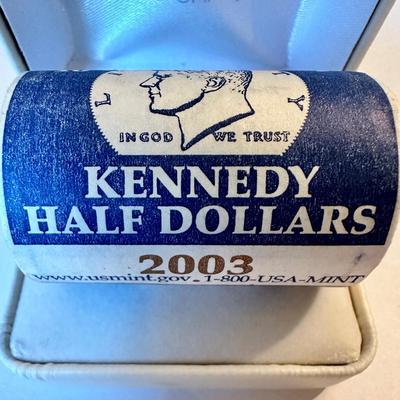 L I Y
IN GOD WE TRUST
KENNEDY
HALF DOLLARS
2003
www.usmint.gov • 1-800-USA-MINT